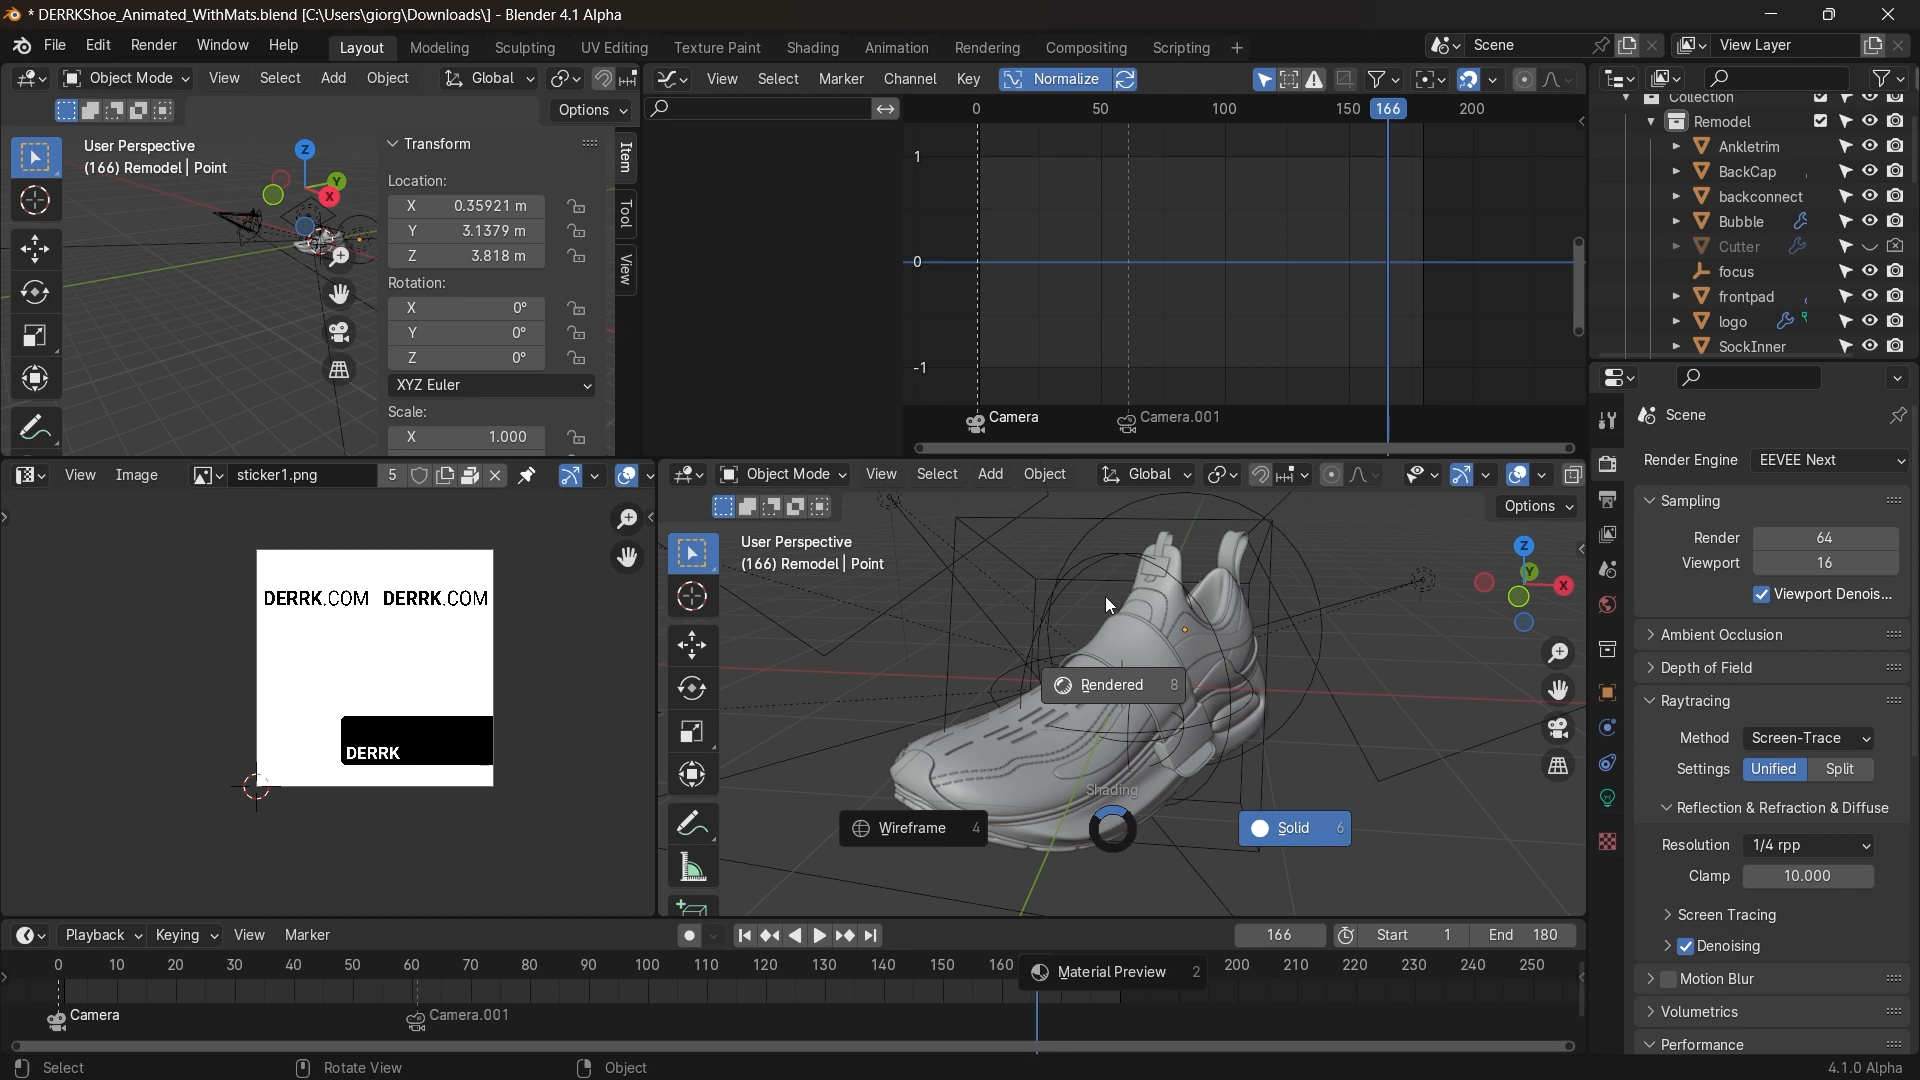 * DERRKShoe_Animated_WithMats.blend [C:\Users\giorg\Downloads\] - Blender 4.1 Alpha
File Edit Render Window Help Layout Modeling Sculpting UV Editing Texture Paint Shading Animation Rendering Compositing Scripting + Scene View Layer
Object Mode View Select Add Object Global
Options
User Perspective
(166) Remodel | Point
Z
Y
X
Transform
Location:
X 0.35921 m
Y 3.1379 m
Z 3.818 m
Rotation:
X 0°
Y 0°
Z 0°
XYZ Euler
Scale:
X 1.000
Item
Tool
View
View Select Marker Channel Key Normalize
0 50 100 150 166 200
1
0
-1
Camera Camera.001
Collection
Remodel
Ankletrim
BackCap
backconnect
Bubble
Cutter
focus
frontpad
logo
SockInner
Scene
Render Engine EEVEE Next
Sampling
Render 64
Viewport 16
Viewport Denois...
Ambient Occlusion
Depth of Field
Raytracing
Method Screen-Trace
Settings Unified Split
Reflection & Refraction & Diffuse
Resolution 1/4 rpp
Clamp 10.000
Screen Tracing
Denoising
Motion Blur
Volumetrics
Performance
View Image sticker1.png 5
DERRK.COM DERRK.COM
DERRK
Object Mode View Select Add Object Global
Options
User Perspective
(166) Remodel | Point
Z
Y
X
Rendered 8
Shading
Wireframe 4
Solid 6
Material Preview 2
Playback Keying View Marker 166 Start 1 End 180
0 10 20 30 40 50 60 70 80 90 100 110 120 130 140 150 160 200 210 220 230 240 250
Camera Camera.001
Select Rotate View Object 4.1.0 Alpha